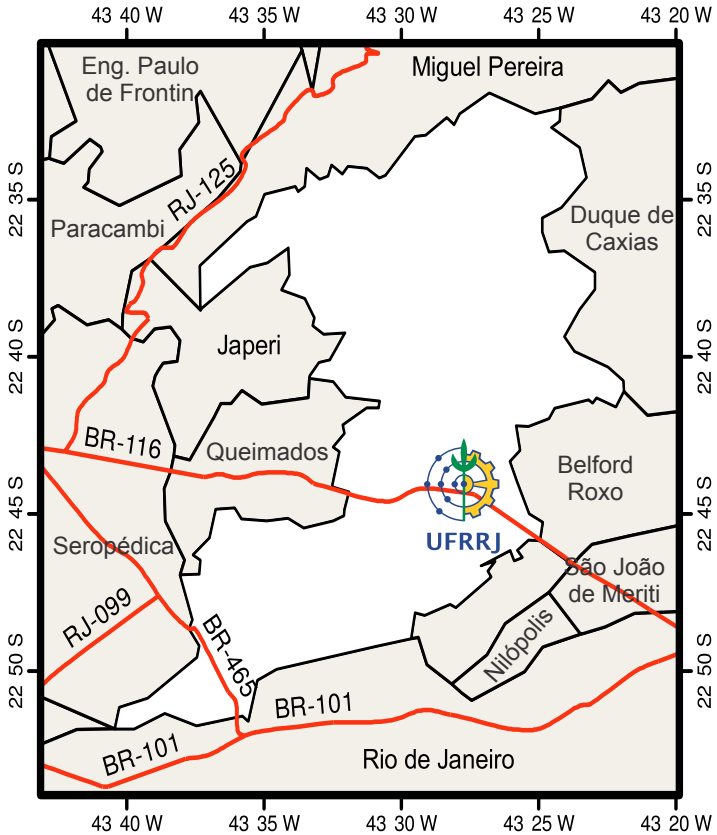 43 40 W
43 35 W
43 30 W
43 25 W
43 20 W
Eng. Paulo
de Frontin
Miguel Pereira
22 35 S
RJ-125
22 35 S
Paracambi
Duque de
Caxias
22 40 S
Japeri
22 40 S
BR-116
Queimados
Belford
Roxo
22 45 S
UFRRJ
22 45 S
Seropédica
São João
de Meriti
RJ-099
BR-465
Nilópolis
22 50 S
22 50 S
BR-101
BR-101
Rio de Janeiro
43 40 W
43 35 W
43 30 W
43 25 W
43 20 W